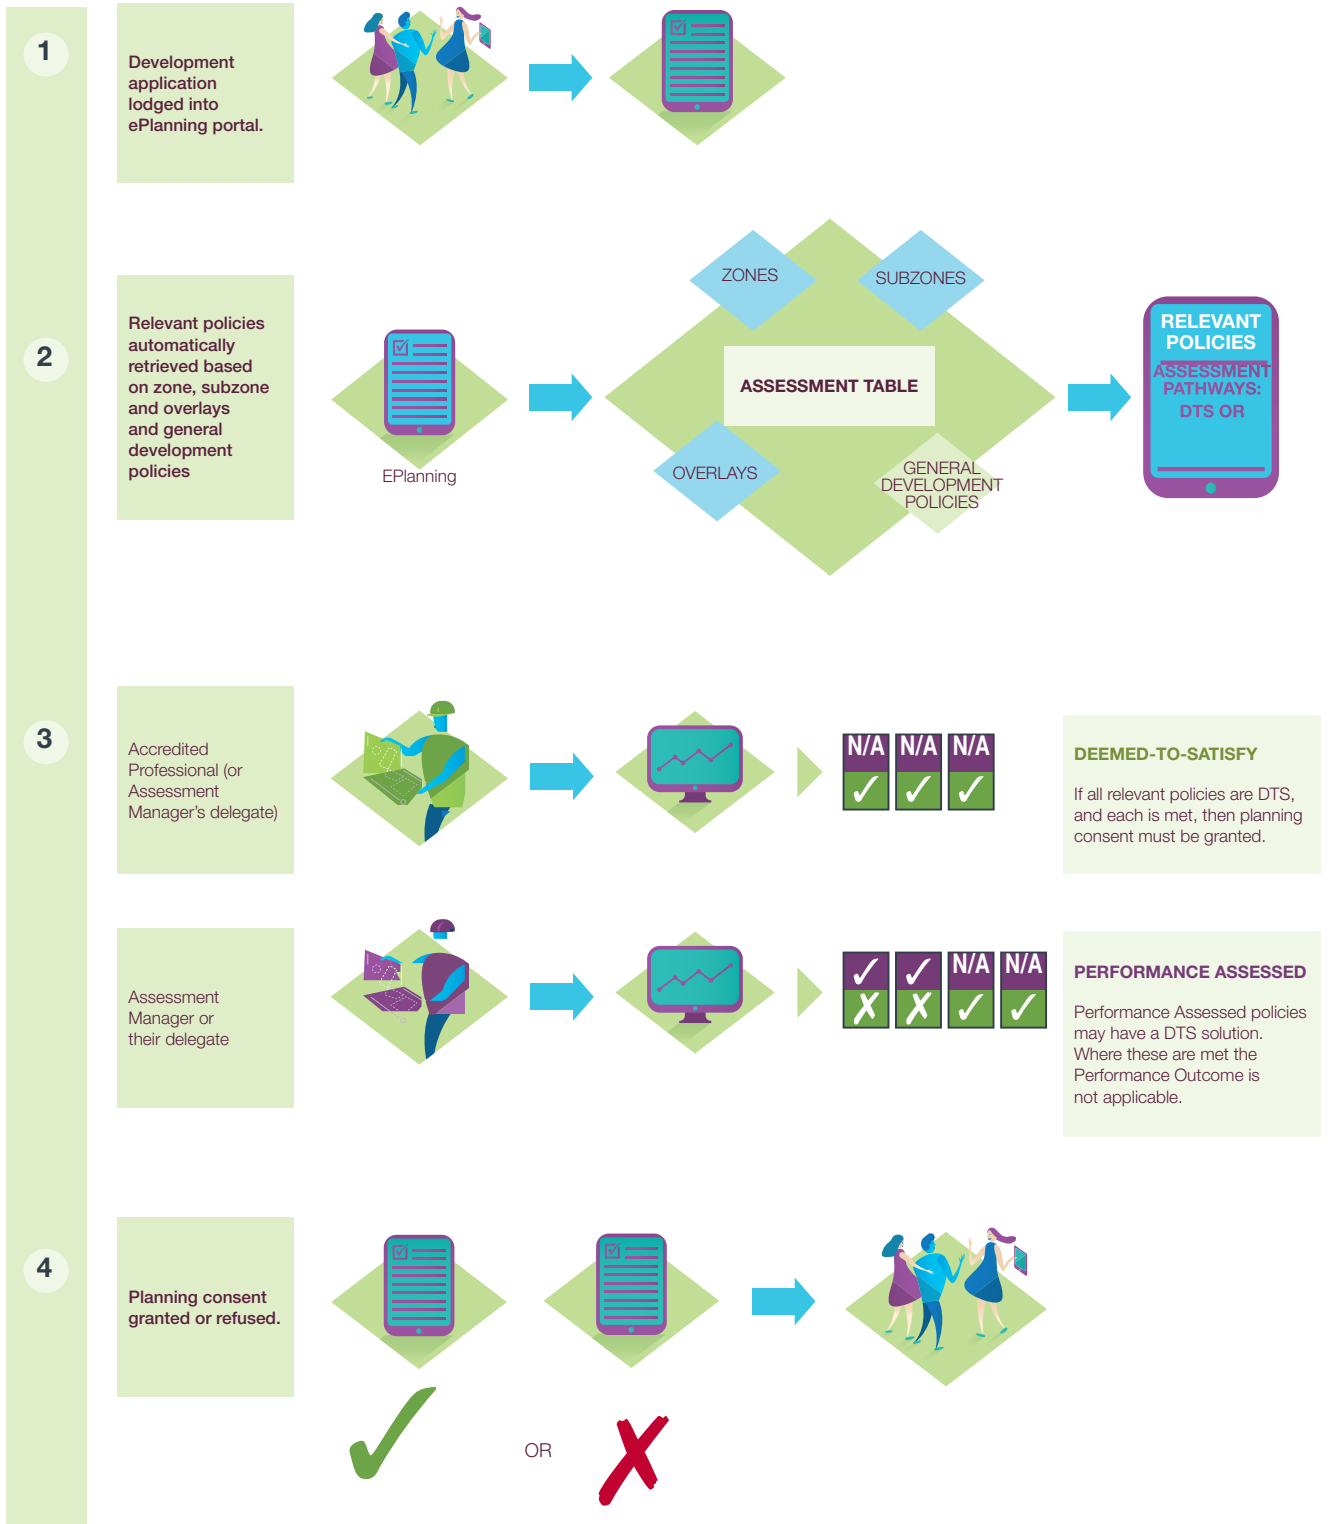 1
Development
application
lodged into
ePlanning portal.
2
Relevant policies
automatically
retrieved based
on zone, subzone
and overlays
and general
development
policies
EPlanning
ZONES
SUBZONES
ASSESSMENT TABLE
OVERLAYS
GENERAL
DEVELOPMENT
POLICIES
RELEVANT
POLICIES
ASSESSMENT
PATHWAYS:
DTS OR
3
Accredited
Professional (or
Assessment
Manager’s delegate)
N/A N/A N/A
✓ ✓ ✓
DEEMED-TO-SATISFY
If all relevant policies are DTS,
and each is met, then planning
consent must be granted.
Assessment
Manager or
their delegate
✓ ✓ N/A N/A
✗ ✗ ✓ ✓
PERFORMANCE ASSESSED
Performance Assessed policies
may have a DTS solution.
Where these are met the
Performance Outcome is
not applicable.
4
Planning consent
granted or refused.
OR